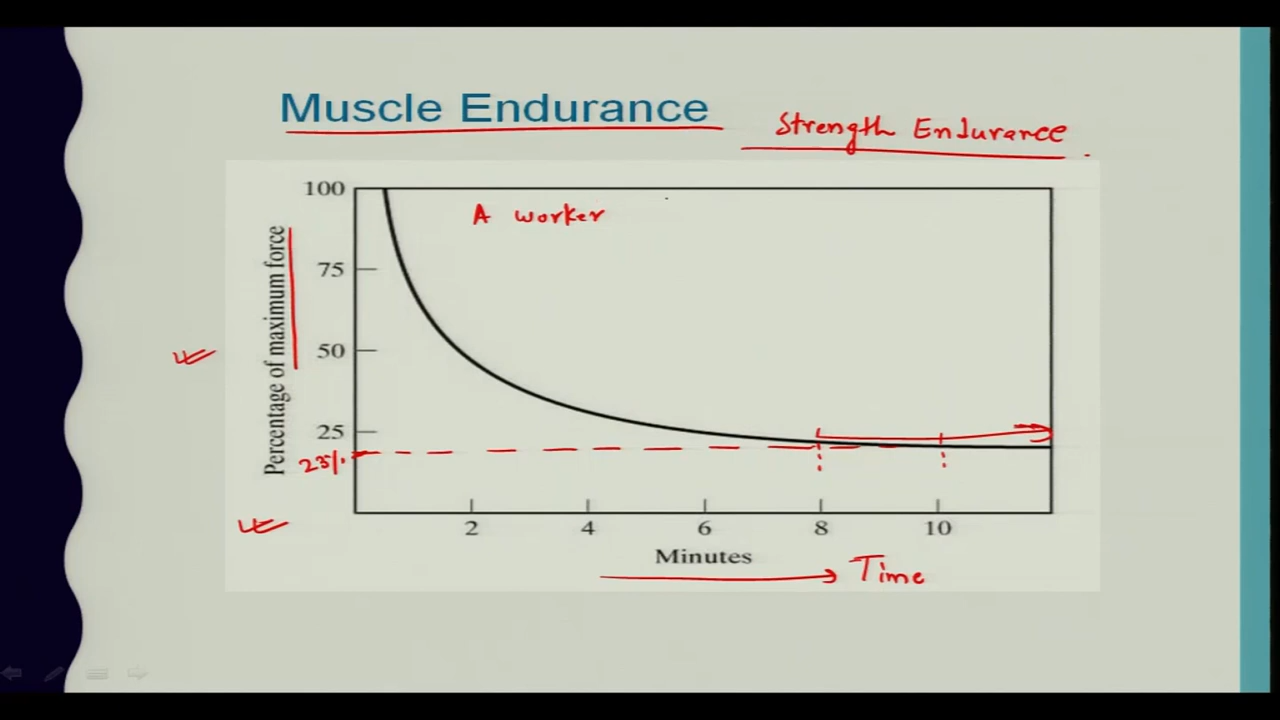 Muscle Endurance
Strength Endurance
100
A worker
75
Percentage of maximum force
50
25
23%
2 4 6 8 10
Minutes
Time